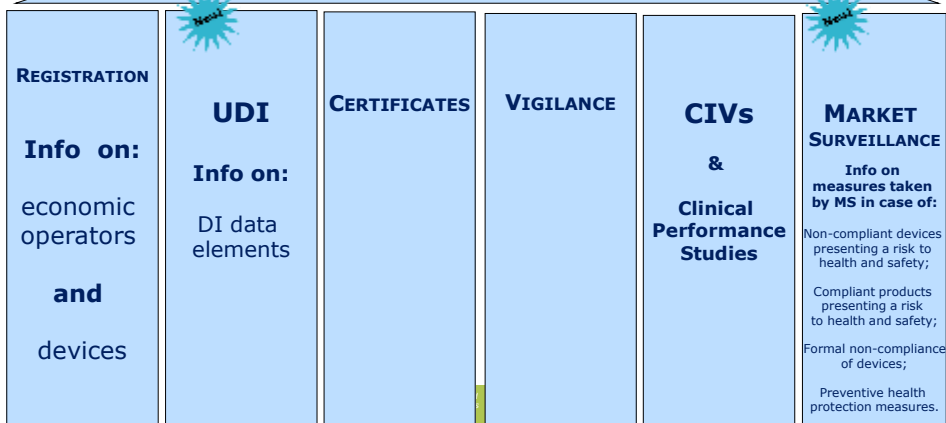 New!
New!
REGISTRATION
Info on:
economic
operators
and
devices
UDI
Info on:
DI data
elements
CERTIFICATES
VIGILANCE
CIVs
&
Clinical
Performance
Studies
MARKET
SURVEILLANCE
Info on
measures taken
by MS in case of:
Non-compliant devices
presenting a risk to
health and safety;
Compliant products
presenting a risk
to health and safety;
Formal non-compliance
of devices;
Preventive health
protection measures.